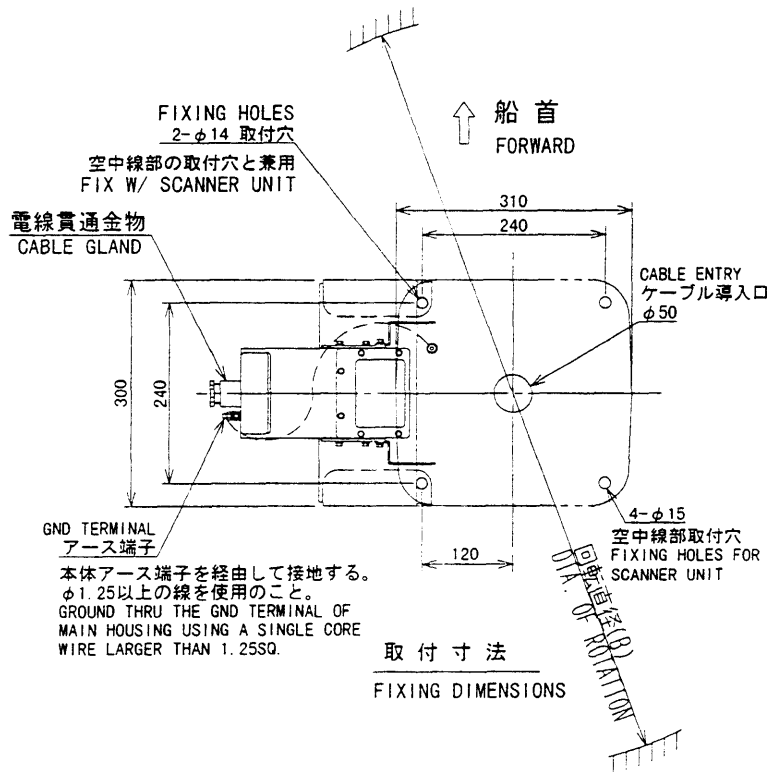 FIXING HOLES
2-φ14 取付穴
空中線部の取付穴と兼用
FIX W/ SCANNER UNIT
船首
FORWARD
電線貫通金物
CABLE GLAND
310
240
CABLE ENTRY
ケーブル導入口
φ50
300
240
GND TERMINAL
アース端子
本体アース端子を経由して接地する。
φ1.25以上の線を使用のこと。
GROUND THRU THE GND TERMINAL OF
MAIN HOUSING USING A SINGLE CORE
WIRE LARGER THAN 1.25SQ.
120
4-φ15
空中線部取付穴
FIXING HOLES FOR
SCANNER UNIT
回転直径(B)
DIA. OF ROTATION
取付寸法
FIXING DIMENSIONS